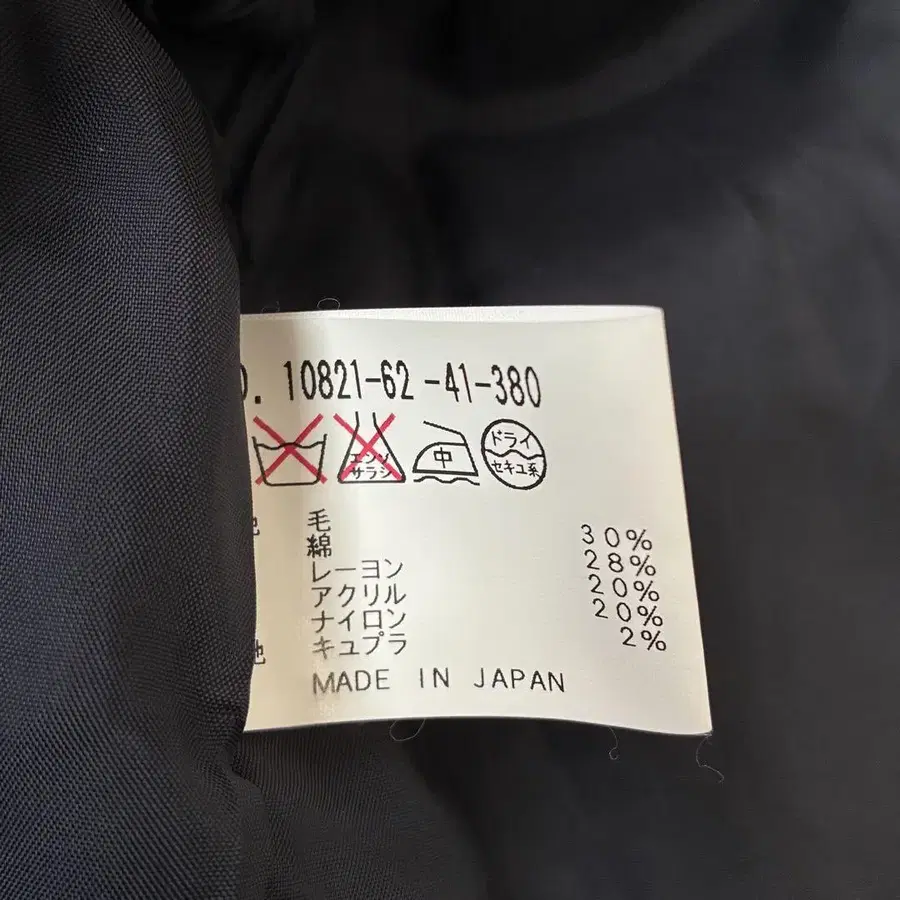 O. 10821-62-41-380
エンソ サラシ 中 ドライ セキユ系
地 毛 30%
綿 28%
レーヨン 20%
アクリル 20%
ナイロン 2%
地 キュプラ
MADE IN JAPAN